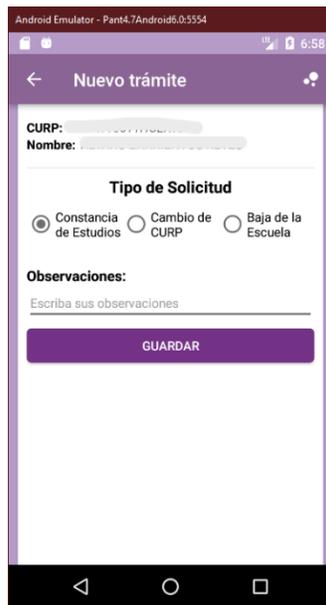 Android Emulator - Pant4.7Android6.0:5554
LTE 6:58
Nuevo trámite
CURP:
Nombre:
Tipo de Solicitud
Constancia de Estudios
Cambio de CURP
Baja de la Escuela
Observaciones:
Escriba sus observaciones
GUARDAR